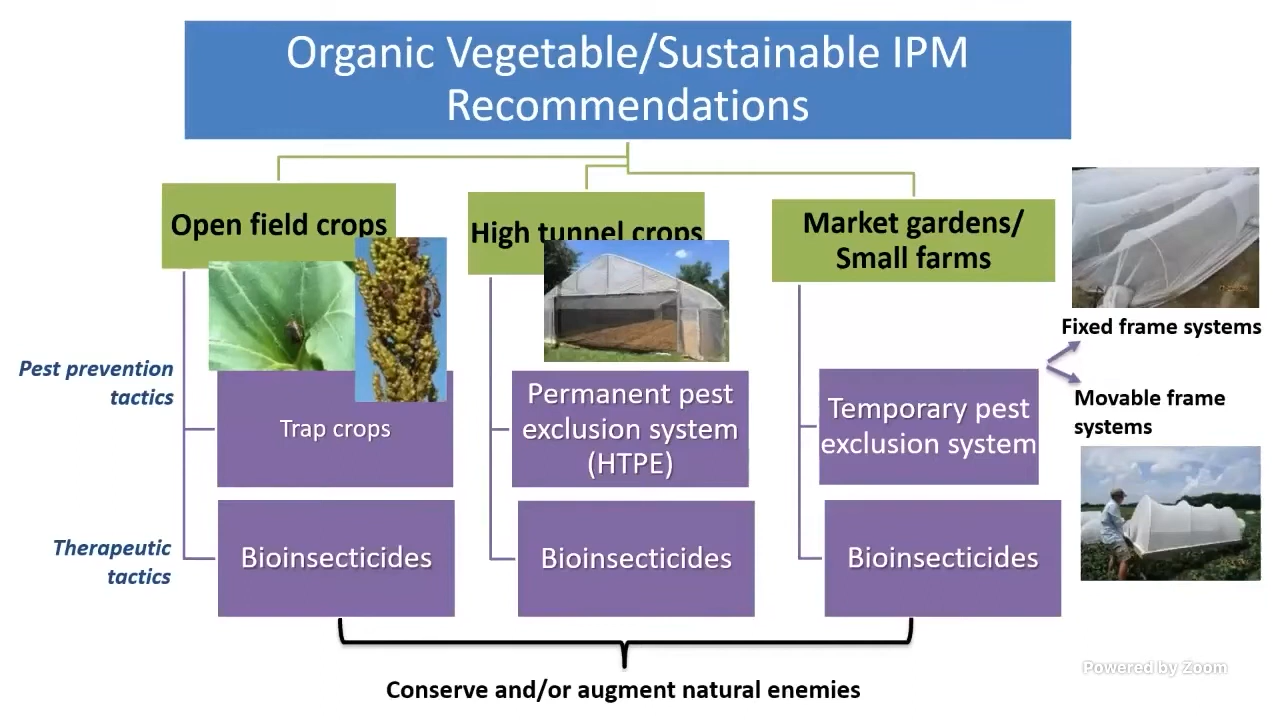 Organic Vegetable/Sustainable IPM
Recommendations
Open field crops
High tunnel crops
Market gardens/
Small farms
Fixed frame systems
Pest prevention
tactics
Trap crops
Permanent pest
exclusion system
(HTPE)
Temporary pest
exclusion system
Movable frame
systems
Therapeutic
tactics
Bioinsecticides
Bioinsecticides
Bioinsecticides
Conserve and/or augment natural enemies
Powered by Zoom